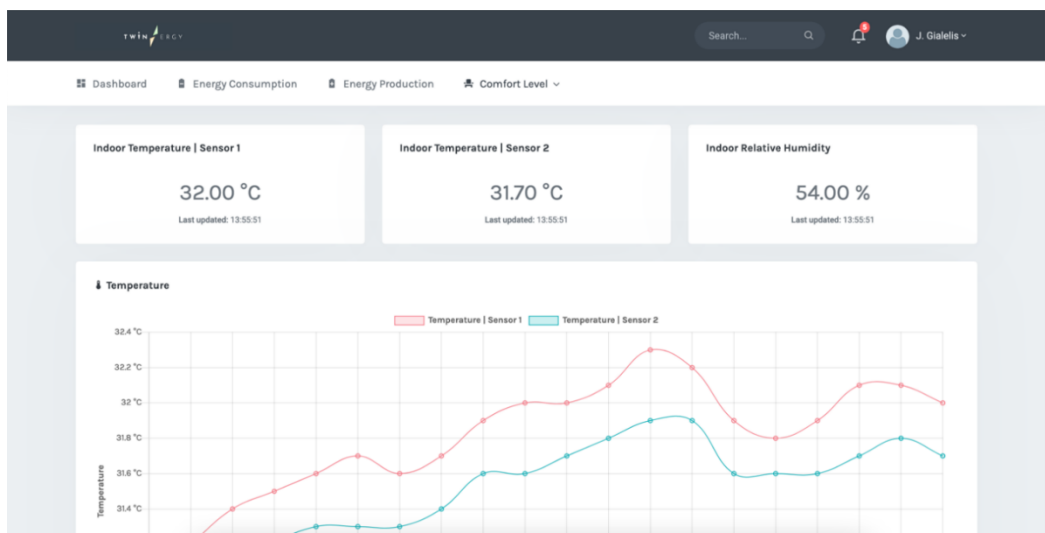 TWIN ERGY
Search...
5
J. Gialelis
Dashboard
Energy Consumption
Energy Production
Comfort Level
Indoor Temperature | Sensor 1
32.00 °C
Last updated: 13:55:51
Indoor Temperature | Sensor 2
31.70 °C
Last updated: 13:55:51
Indoor Relative Humidity
54.00 %
Last updated: 13:55:51
Temperature
Temperature | Sensor 1
Temperature | Sensor 2
32.4 °C
32.2 °C
32 °C
31.8 °C
31.6 °C
31.4 °C
Temperature